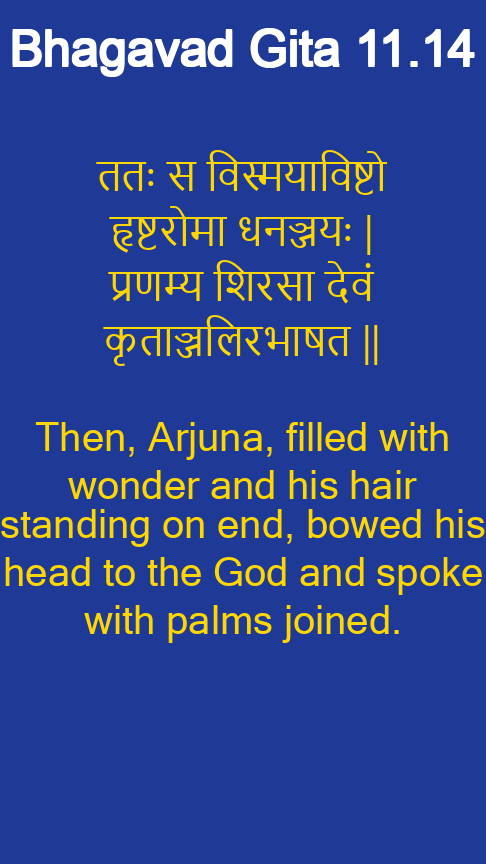 Bhagavad Gita 11.14
ततः स विस्मयाविष्टो
हृष्टरोमा धनञ्जयः |
प्रणम्य शिरसा देवं
कृताञ्जलिरभाषत ||
Then, Arjuna, filled with
wonder and his hair
standing on end, bowed his
head to the God and spoke
with palms joined.